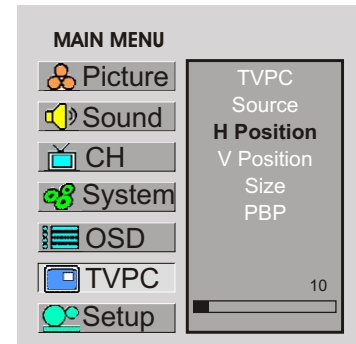 MAIN MENU
Picture
Sound
CH
System
OSD
TVPC
Setup
TVPC
Source
H Position
V Position
Size
PBP
10